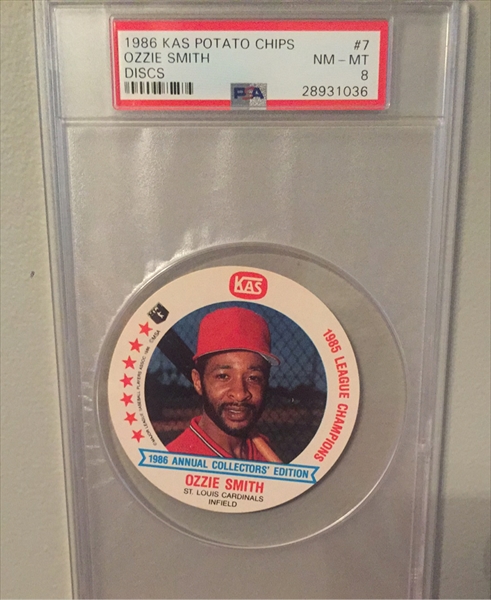 1986 KAS POTATO CHIPS #7
OZZIE SMITH NM – MT
DISCS 8
PSA 28931036
KAS
1985 LEAGUE CHAMPIONS
1986 ANNUAL COLLECTORS' EDITION
OZZIE SMITH
ST. LOUIS CARDINALS
INFIELD